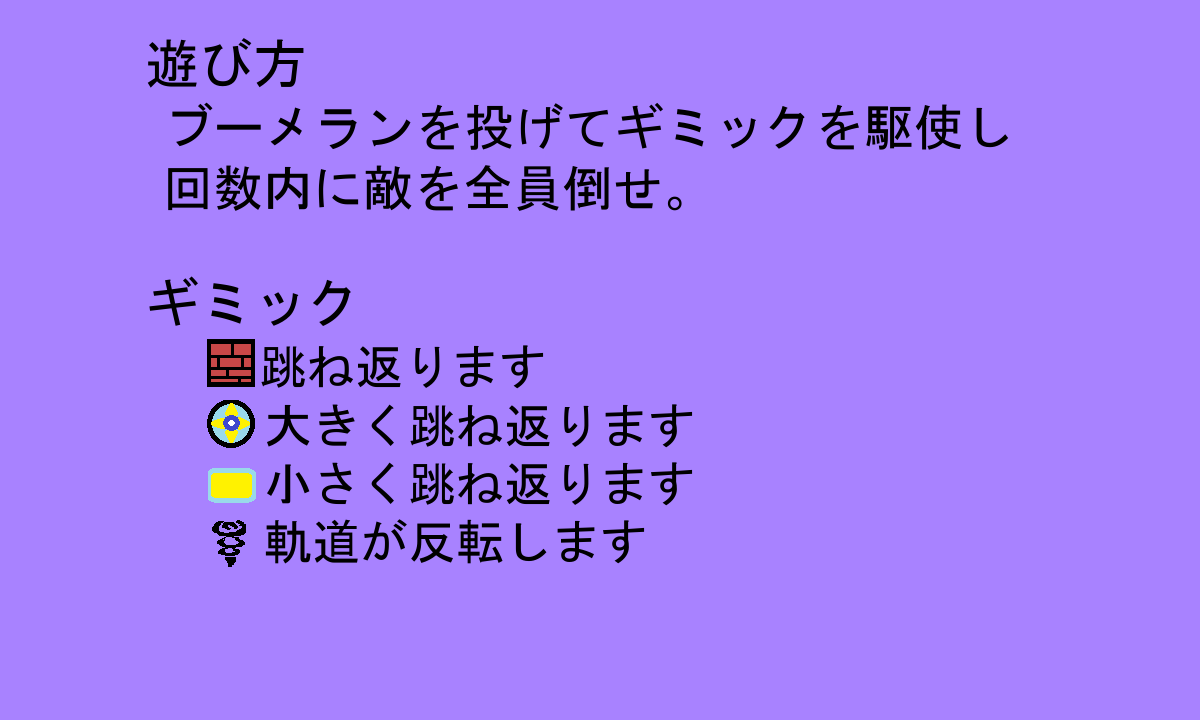 遊び方
ブーメランを投げてギミックを駆使し
回数内に敵を全員倒せ。
ギミック
跳ね返ります
大きく跳ね返ります
小さく跳ね返ります
軌道が反転します